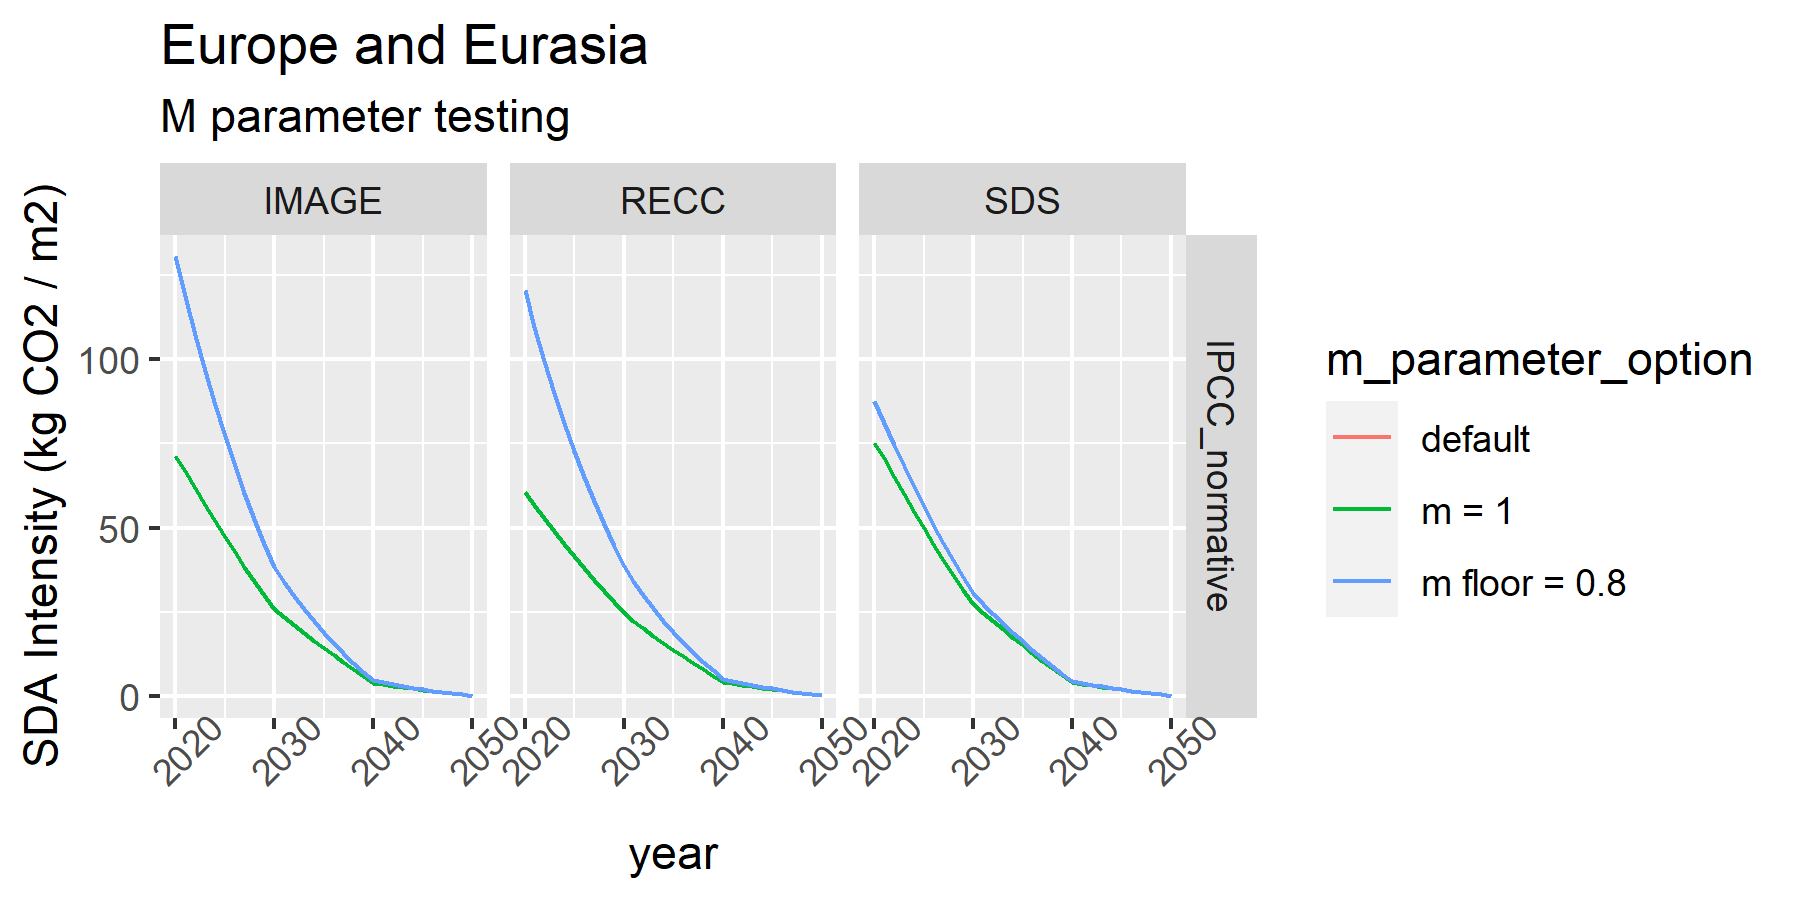 Europe and Eurasia
M parameter testing
IMAGE
RECC
SDS
IPCC_normative
SDA Intensity (kg CO2 / m2)
100
50
0
2020
2030
2040
2050
2020
2030
2040
2050
2020
2030
2040
2050
year
m_parameter_option
default
m = 1
m floor = 0.8